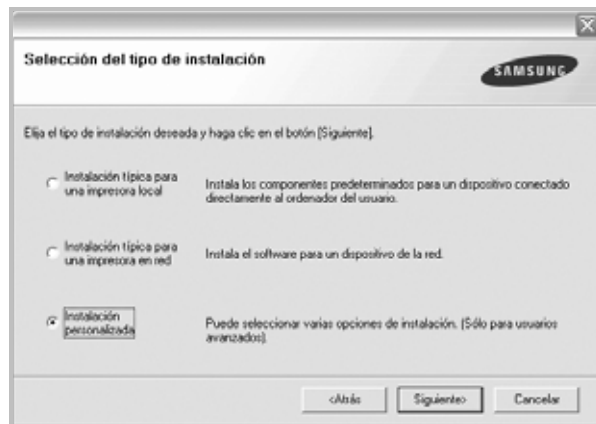 Selección del tipo de instalación
SAMSUNG
Elija el tipo de instalación deseada y haga clic en el botón [Siguiente].
Instalación típica para
una impresora local
Instala los componentes predeterminados para un dispositivo conectado
directamente al ordenador del usuario.
Instalación típica para
una impresora en red
Instala el software para un dispositivo de la red.
Instalación
personalizada
Puede seleccionar varias opciones de instalación. (Sólo para usuarios
avanzados).
<Atrás
Siguiente>
Cancelar